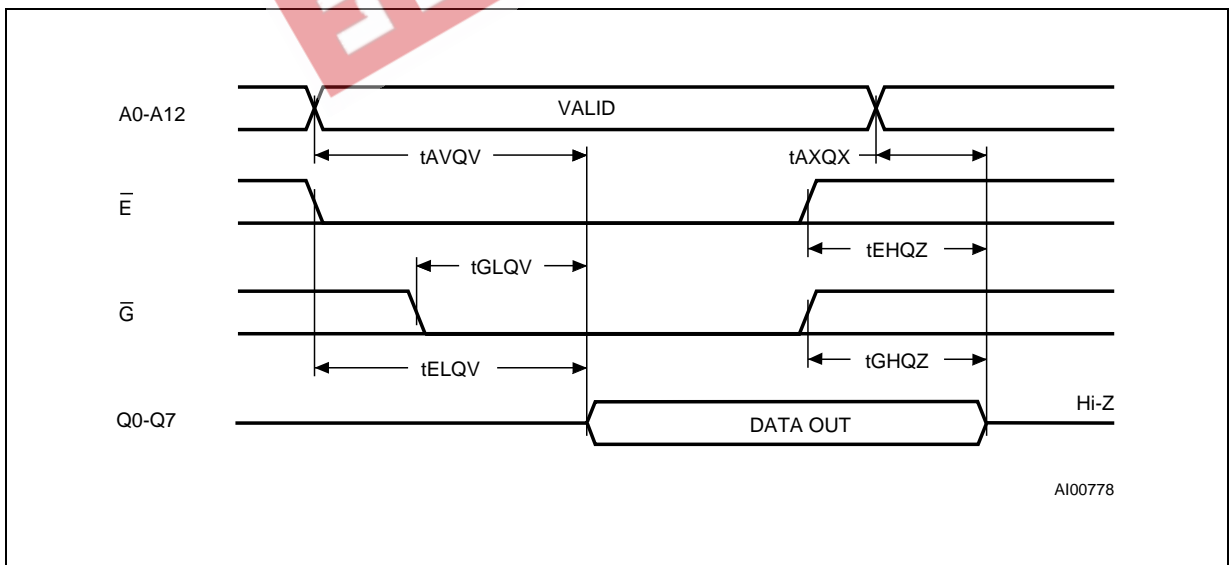 A0-A12
VALID
tAVQV
tAXQX
E
tEHQZ
tGLQV
G
tGHQZ
tELQV
Hi-Z
Q0-Q7
DATA OUT
AI00778